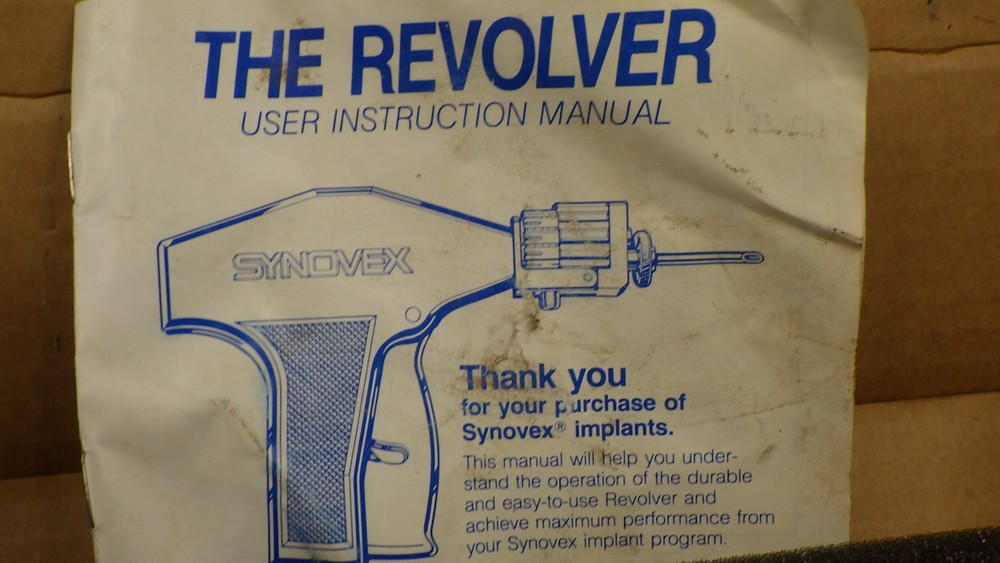 THE REVOLVER
USER INSTRUCTION MANUAL
SYNOVEX
Thank you
for your purchase of
Synovex® implants.
This manual will help you under-
stand the operation of the durable
and easy-to-use Revolver and
achieve maximum performance from
your Synovex implant program.